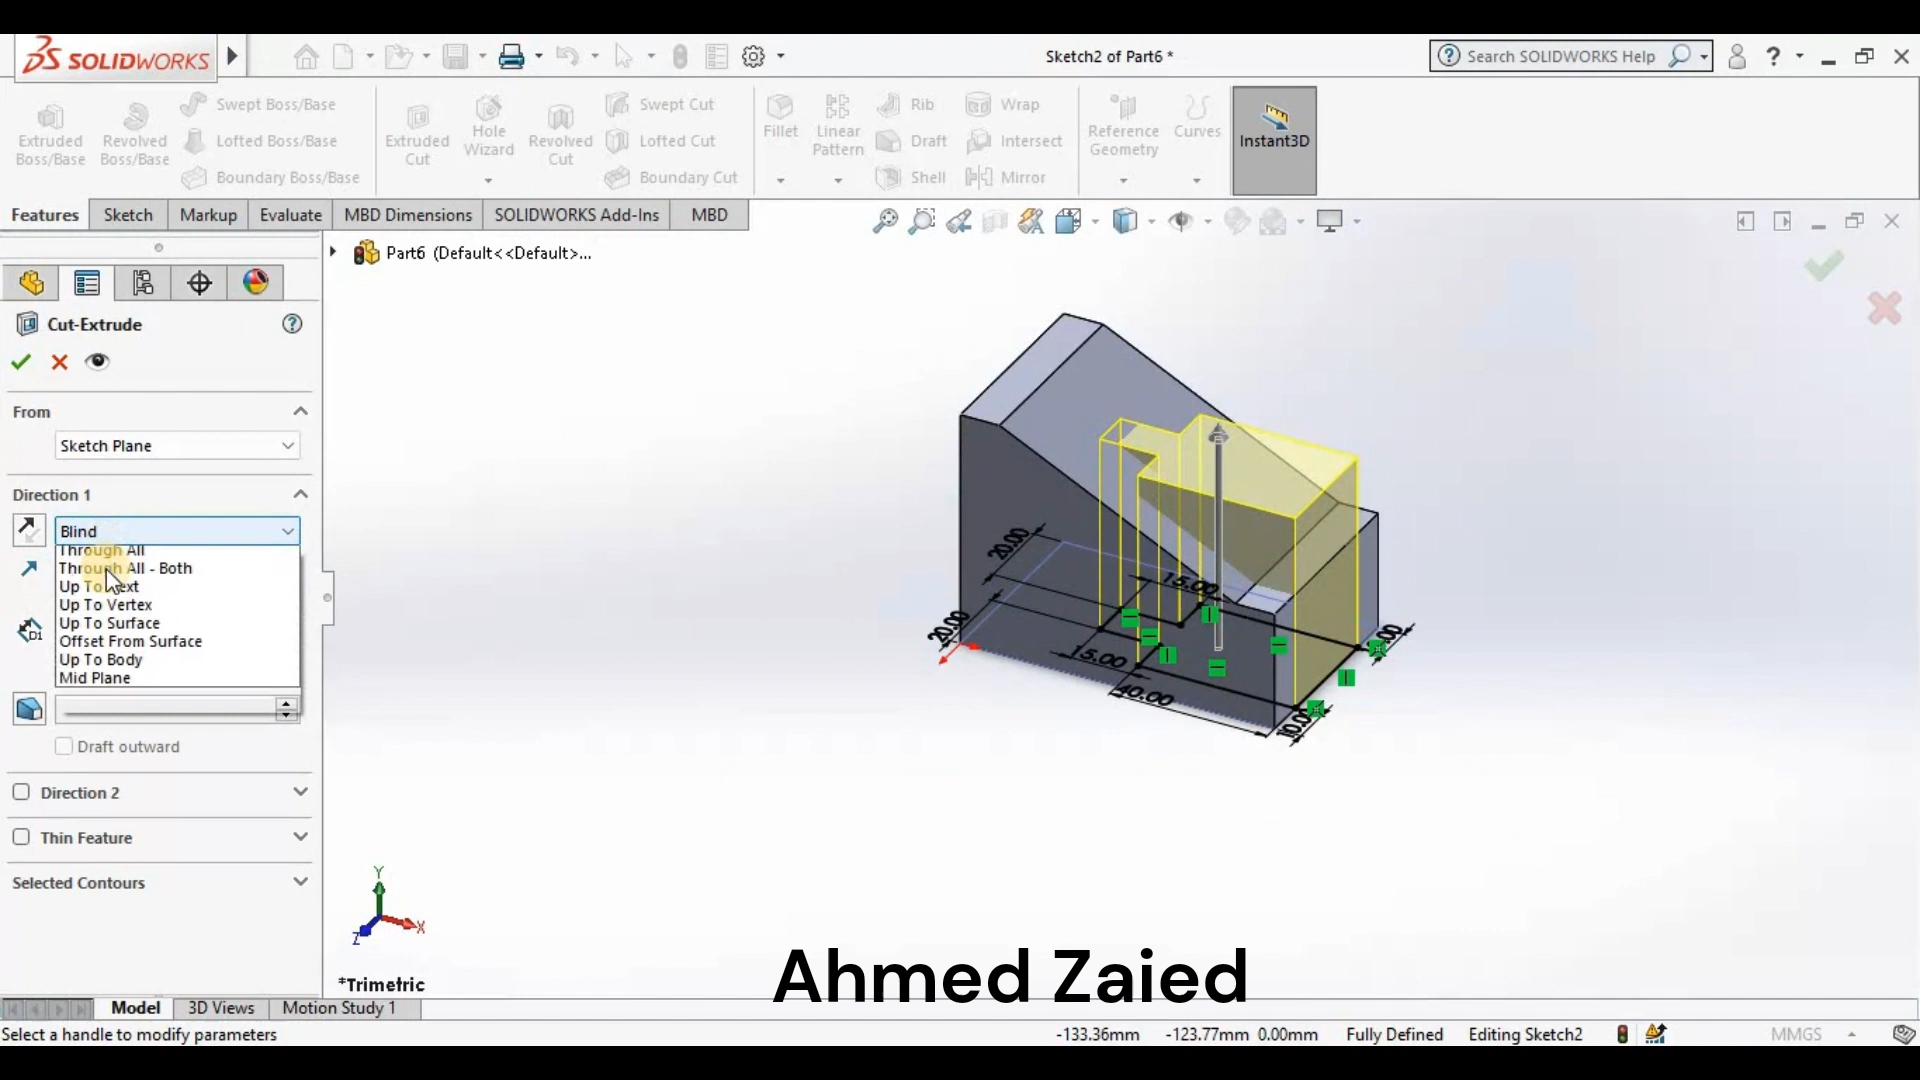 SOLIDWORKS
Sketch2 of Part6 *
Search SOLIDWORKS Help
Extruded Boss/Base
Revolved Boss/Base
Swept Boss/Base
Lofted Boss/Base
Boundary Boss/Base
Extruded Cut
Hole Wizard
Revolved Cut
Swept Cut
Lofted Cut
Boundary Cut
Fillet
Linear Pattern
Rib
Draft
Shell
Wrap
Intersect
Mirror
Reference Geometry
Curves
Instant3D
Features
Sketch
Markup
Evaluate
MBD Dimensions
SOLIDWORKS Add-Ins
MBD
Part6 (Default<<Default>...
Cut-Extrude
From
Sketch Plane
Direction 1
Blind
Through All
Through All - Both
Up To Next
Up To Vertex
Up To Surface
Offset From Surface
Up To Body
Mid Plane
D1
Draft outward
Direction 2
Thin Feature
Selected Contours
20.00
20.00
15.00
15.00
40.00
Y
X
Z
*Trimetric
Ahmed Zaied
Model
3D Views
Motion Study 1
Select a handle to modify parameters
-133.36mm
-123.77mm
0.00mm
Fully Defined
Editing Sketch2
MMGS